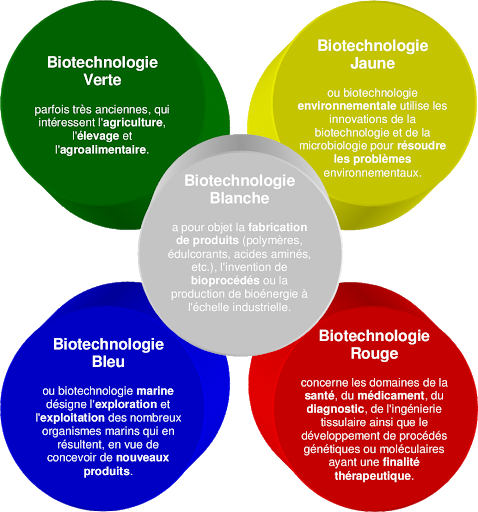 Biotechnologie
Verte
parfois très anciennes, qui
intéressent l'agriculture,
l'élevage et
l'agroalimentaire.
Biotechnologie
Jaune
ou biotechnologie
environnementale utilise les
innovations de la
biotechnologie et de la
microbiologie pour résoudre
les problèmes
environnementaux.
Biotechnologie
Blanche
a pour objet la fabrication
de produits (polymères,
édulcorants, acides aminés,
etc.), l'invention de
bioprocédés ou la
production de bioénergie à
l'échelle industrielle.
Biotechnologie
Bleu
ou biotechnologie marine
désigne l'exploration et
l'exploitation des nombreux
organismes marins qui en
résultent, en vue de
concevoir de nouveaux
produits.
Biotechnologie
Rouge
concerne les domaines de la
santé, du médicament, du
diagnostic, de l'ingénierie
tissulaire ainsi que le
développement de procédés
génétiques ou moléculaires
ayant une finalité
thérapeutique.